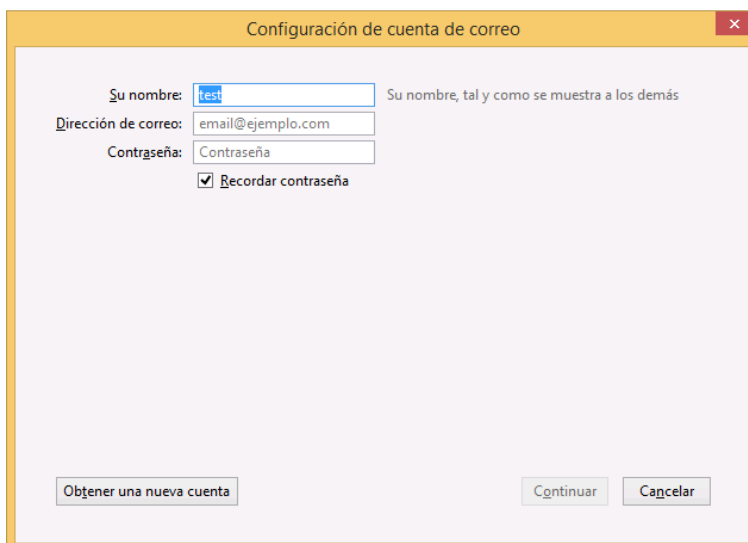 Configuración de cuenta de correo
Su nombre: test Su nombre, tal y como se muestra a los demás
Dirección de correo: email@ejemplo.com
Contraseña: Contraseña
Recordar contraseña
Obtener una nueva cuenta Continuar Cancelar